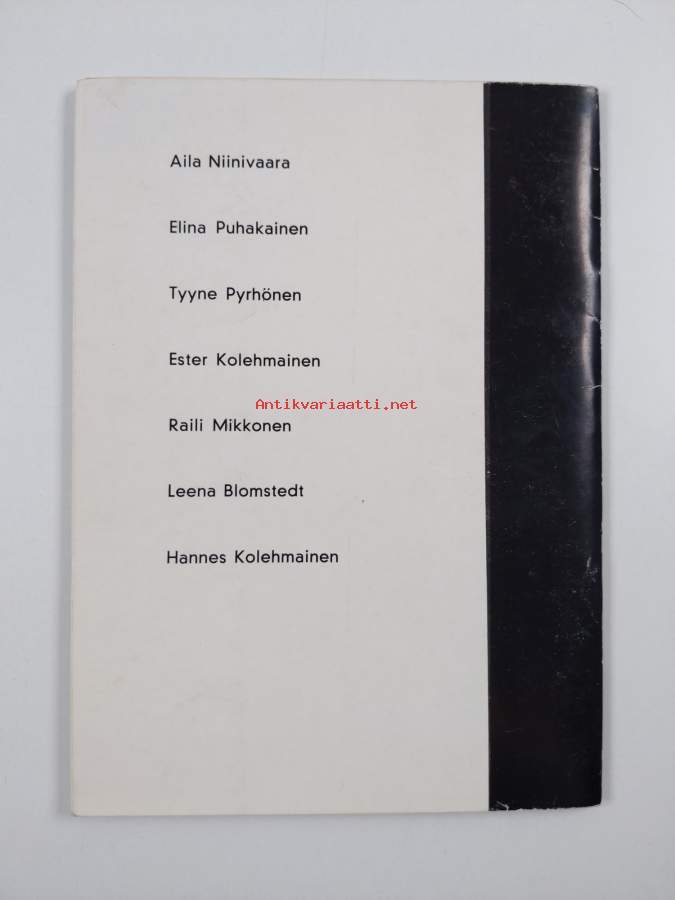 Aila Niinivaara
Elina Puhakainen
Tyyne Pyrhönen
Ester Kolehmainen
Antikvariaatti.net
Raili Mikkonen
Leena Blomstedt
Hannes Kolehmainen